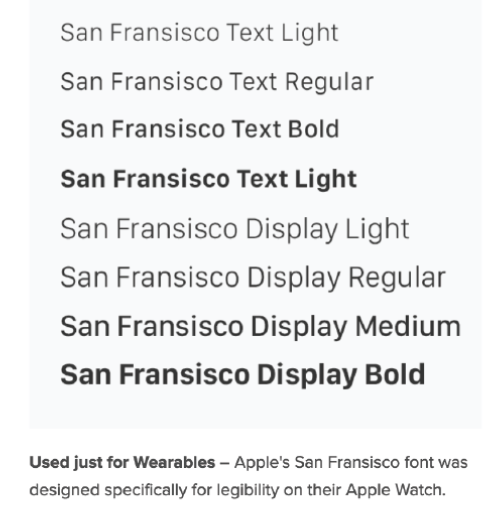 San Fransisco Text Light
San Fransisco Text Regular
San Fransisco Text Bold
San Fransisco Text Light
San Fransisco Display Light
San Fransisco Display Regular
San Fransisco Display Medium
San Fransisco Display Bold
Used just for Wearables – Apple's San Fransisco font was
designed specifically for legibility on their Apple Watch.